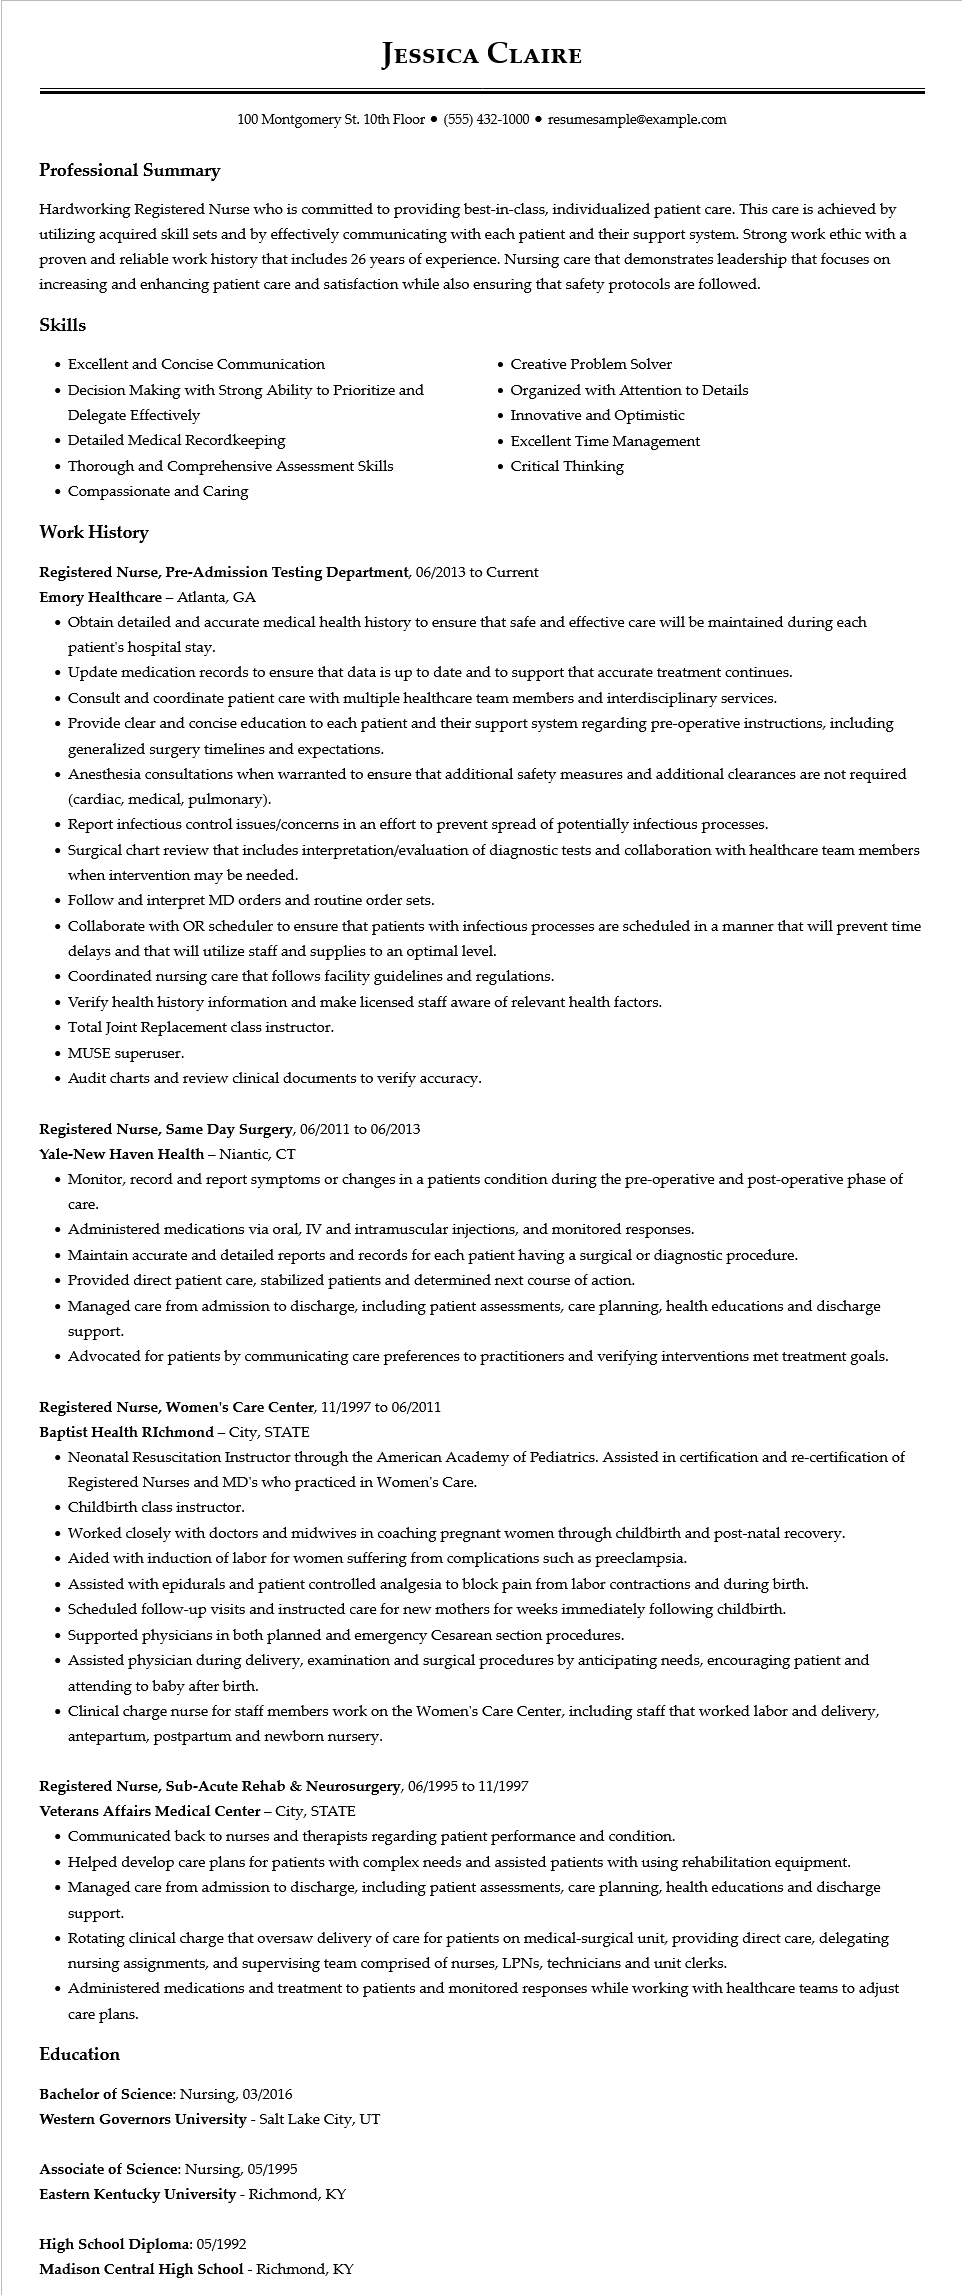 Jessica Claire
100 Montgomery St. 10th Floor ● (555) 432-1000 ● resumesample@example.com
Professional Summary
Hardworking Registered Nurse who is committed to providing best-in-class, individualized patient care. This care is achieved by
utilizing acquired skill sets and by effectively communicating with each patient and their support system. Strong work ethic with a
proven and reliable work history that includes 26 years of experience. Nursing care that demonstrates leadership that focuses on
increasing and enhancing patient care and satisfaction while also ensuring that safety protocols are followed.
Skills
• Excellent and Concise Communication
• Decision Making with Strong Ability to Prioritize and
Delegate Effectively
• Detailed Medical Recordkeeping
• Thorough and Comprehensive Assessment Skills
• Compassionate and Caring
• Creative Problem Solver
• Organized with Attention to Details
• Innovative and Optimistic
• Excellent Time Management
• Critical Thinking
Work History
Registered Nurse, Pre-Admission Testing Department, 06/2013 to Current
Emory Healthcare – Atlanta, GA
• Obtain detailed and accurate medical health history to ensure that safe and effective care will be maintained during each
patient's hospital stay.
• Update medication records to ensure that data is up to date and to support that accurate treatment continues.
• Consult and coordinate patient care with multiple healthcare team members and interdisciplinary services.
• Provide clear and concise education to each patient and their support system regarding pre-operative instructions, including
generalized surgery timelines and expectations.
• Anesthesia consultations when warranted to ensure that additional safety measures and additional clearances are not required
(cardiac, medical, pulmonary).
• Report infectious control issues/concerns in an effort to prevent spread of potentially infectious processes.
• Surgical chart review that includes interpretation/evaluation of diagnostic tests and collaboration with healthcare team members
when intervention may be needed.
• Follow and interpret MD orders and routine order sets.
• Collaborate with OR scheduler to ensure that patients with infectious processes are scheduled in a manner that will prevent time
delays and that will utilize staff and supplies to an optimal level.
• Coordinated nursing care that follows facility guidelines and regulations.
• Verify health history information and make licensed staff aware of relevant health factors.
• Total Joint Replacement class instructor.
• MUSE superuser.
• Audit charts and review clinical documents to verify accuracy.
Registered Nurse, Same Day Surgery, 06/2011 to 06/2013
Yale-New Haven Health – Niantic, CT
• Monitor, record and report symptoms or changes in a patients condition during the pre-operative and post-operative phase of
care.
• Administered medications via oral, IV and intramuscular injections, and monitored responses.
• Maintain accurate and detailed reports and records for each patient having a surgical or diagnostic procedure.
• Provided direct patient care, stabilized patients and determined next course of action.
• Managed care from admission to discharge, including patient assessments, care planning, health educations and discharge
support.
• Advocated for patients by communicating care preferences to practitioners and verifying interventions met treatment goals.
Registered Nurse, Women's Care Center, 11/1997 to 06/2011
Baptist Health RIchmond – City, STATE
• Neonatal Resuscitation Instructor through the American Academy of Pediatrics. Assisted in certification and re-certification of
Registered Nurses and MD's who practiced in Women's Care.
• Childbirth class instructor.
• Worked closely with doctors and midwives in coaching pregnant women through childbirth and post-natal recovery.
• Aided with induction of labor for women suffering from complications such as preeclampsia.
• Assisted with epidurals and patient controlled analgesia to block pain from labor contractions and during birth.
• Scheduled follow-up visits and instructed care for new mothers for weeks immediately following childbirth.
• Supported physicians in both planned and emergency Cesarean section procedures.
• Assisted physician during delivery, examination and surgical procedures by anticipating needs, encouraging patient and
attending to baby after birth.
• Clinical charge nurse for staff members work on the Women's Care Center, including staff that worked labor and delivery,
antepartum, postpartum and newborn nursery.
Registered Nurse, Sub-Acute Rehab & Neurosurgery, 06/1995 to 11/1997
Veterans Affairs Medical Center – City, STATE
• Communicated back to nurses and therapists regarding patient performance and condition.
• Helped develop care plans for patients with complex needs and assisted patients with using rehabilitation equipment.
• Managed care from admission to discharge, including patient assessments, care planning, health educations and discharge
support.
• Rotating clinical charge that oversaw delivery of care for patients on medical-surgical unit, providing direct care, delegating
nursing assignments, and supervising team comprised of nurses, LPNs, technicians and unit clerks.
• Administered medications and treatment to patients and monitored responses while working with healthcare teams to adjust
care plans.
Education
Bachelor of Science: Nursing, 03/2016
Western Governors University - Salt Lake City, UT
Associate of Science: Nursing, 05/1995
Eastern Kentucky University - Richmond, KY
High School Diploma: 05/1992
Madison Central High School - Richmond, KY